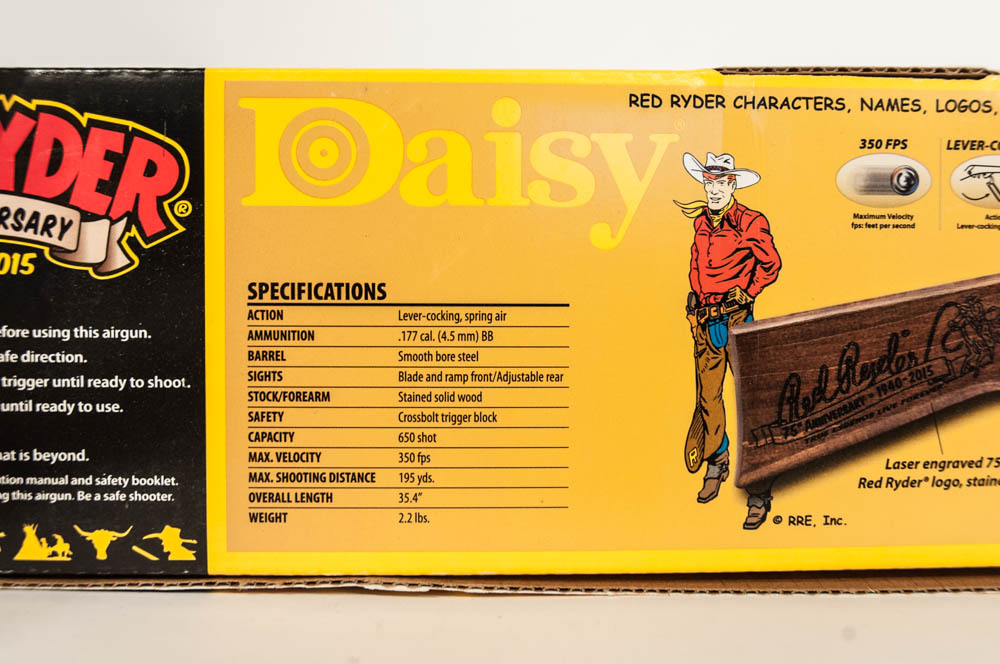 YDER®
RSARY
015
efore using this airgun.
afe direction.
trigger until ready to shoot.
until ready to use.
at is beyond.
tion manual and safety booklet.
g this airgun. Be a safe shooter.
Daisy®
SPECIFICATIONS
ACTION Lever-cocking, spring air
AMMUNITION .177 cal. (4.5 mm) BB
BARREL Smooth bore steel
SIGHTS Blade and ramp front/Adjustable rear
STOCK/FOREARM Stained solid wood
SAFETY Crossbolt trigger block
CAPACITY 650 shot
MAX. VELOCITY 350 fps
MAX. SHOOTING DISTANCE 195 yds.
OVERALL LENGTH 35.4"
WEIGHT 2.2 lbs.
RED RYDER CHARACTERS, NAMES, LOGOS,
350 FPS
Maximum Velocity
fps: feet per second
LEVER-C
Acti
Lever-cocking
Red Ryder®
75th ANNIVERSARY • 1940-2015
Laser engraved 75
Red Ryder® logo, staine
R
© RRE, Inc.